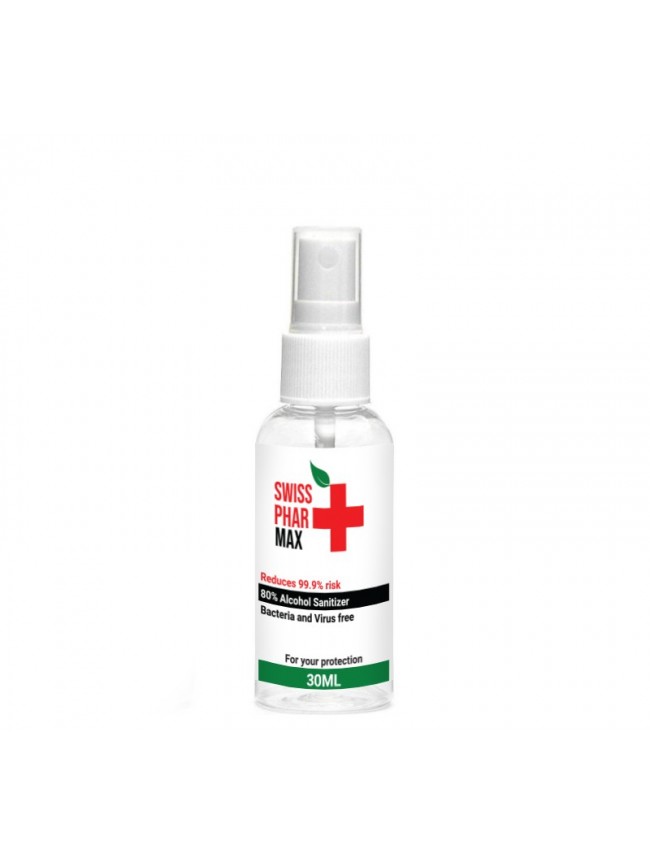 SWISS
PHAR
MAX
Reduces 99.9% risk
80% Alcohol Sanitizer
Bacteria and Virus free
For your protection
30ML